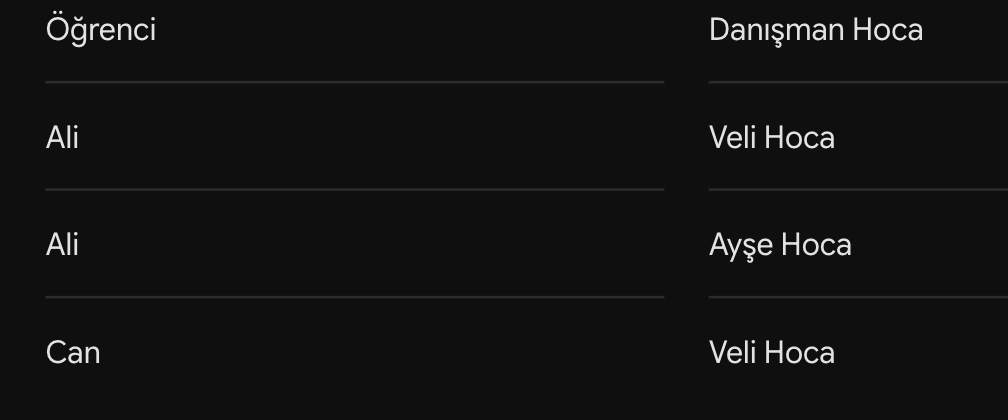 Öğrenci Danışman Hoca
Ali Veli Hoca
Ali Ayşe Hoca
Can Veli Hoca